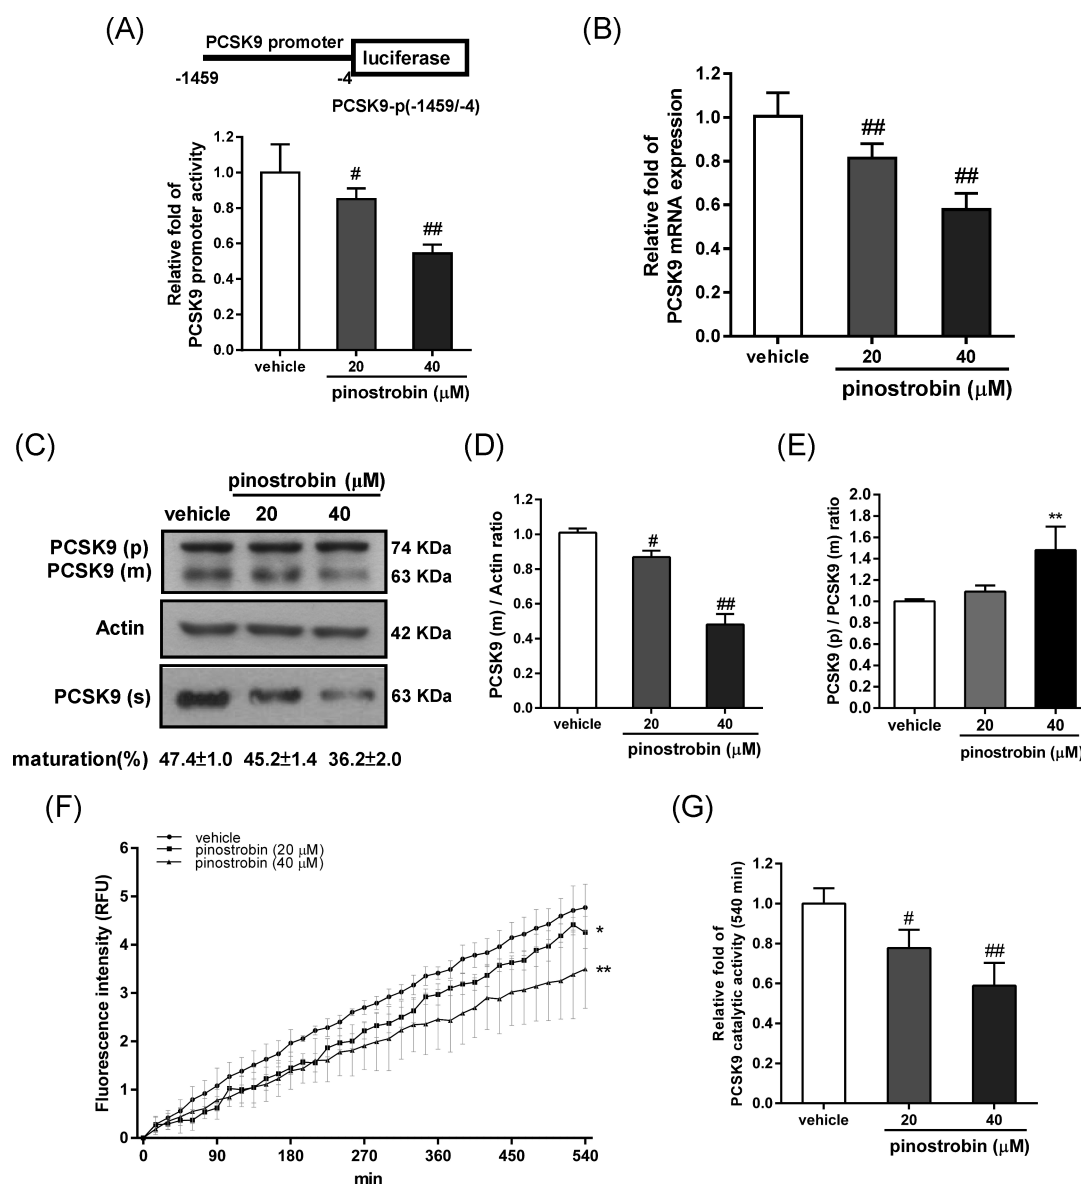 (A)
PCSK9 promoter
luciferase
-1459
-4
PCSK9-p(-1459/-4)
Relative fold of
PCSK9 promoter activity
1.2
1.0
0.8
0.6
0.4
0.2
0.0
#
##
vehicle
20
40
pinostrobin (μM)
(B)
Relative fold of
PCSK9 mRNA expression
1.2
1.0
0.8
0.6
0.4
0.2
0.0
##
##
vehicle
20
40
pinostrobin (μM)
(C)
pinostrobin (μM)
vehicle 20 40
PCSK9 (p) 74 KDa
PCSK9 (m) 63 KDa
Actin 42 KDa
PCSK9 (s) 63 KDa
maturation(%) 47.4±1.0 45.2±1.4 36.2±2.0
(D)
PCSK9 (m) / Actin ratio
1.2
1.0
0.8
0.6
0.4
0.2
0.0
#
##
vehicle
20
40
pinostrobin (μM)
(E)
PCSK9 (p) / PCSK9 (m) ratio
2.0
1.8
1.6
1.4
1.2
1.0
0.8
0.6
0.4
0.2
0.0
**
vehicle
20
40
pinostrobin (μM)
(F)
vehicle
pinostrobin (20 μM)
pinostrobin (40 μM)
Fluorescence intensity (RFU)
6
5
4
3
2
1
0
*
**
0 90 180 270 360 450 540
min
(G)
Relative fold of
PCSK9 catalytic activity (540 min)
1.2
1.0
0.8
0.6
0.4
0.2
0.0
#
##
vehicle
20
40
pinostrobin (μM)